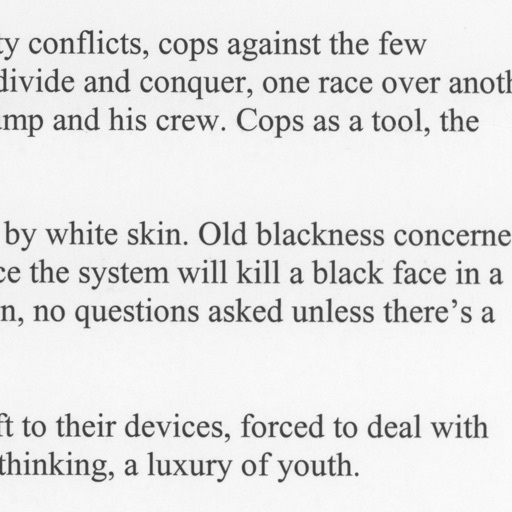 ty conflicts, cops against the few
divide and conquer, one race over anoth
ump and his crew. Cops as a tool, the
by white skin. Old blackness concerne
ce the system will kill a black face in a
n, no questions asked unless there’s a
ft to their devices, forced to deal with
thinking, a luxury of youth.